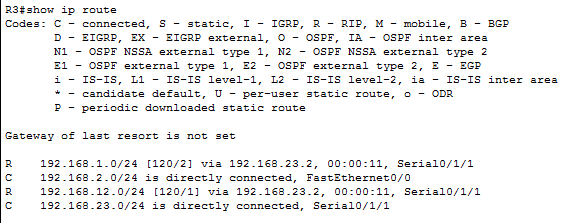 R3#show ip route
Codes: C - connected, S - static, I - IGRP, R - RIP, M - mobile, B - BGP
       D - EIGRP, EX - EIGRP external, O - OSPF, IA - OSPF inter area
       N1 - OSPF NSSA external type 1, N2 - OSPF NSSA external type 2
       E1 - OSPF external type 1, E2 - OSPF external type 2, E - EGP
       i - IS-IS, L1 - IS-IS level-1, L2 - IS-IS level-2, ia - IS-IS inter area
       * - candidate default, U - per-user static route, o - ODR
       P - periodic downloaded static route

Gateway of last resort is not set

R    192.168.1.0/24 [120/2] via 192.168.23.2, 00:00:11, Serial0/1/1
C    192.168.2.0/24 is directly connected, FastEthernet0/0
R    192.168.12.0/24 [120/1] via 192.168.23.2, 00:00:11, Serial0/1/1
C    192.168.23.0/24 is directly connected, Serial0/1/1